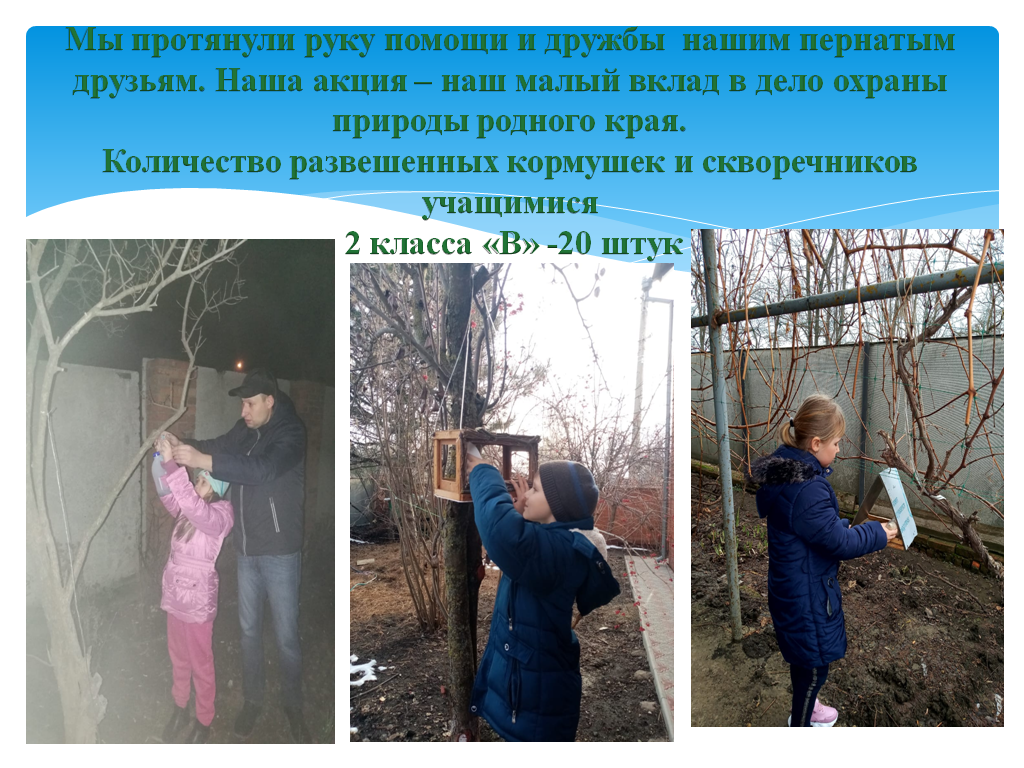 Мы протянули руку помощи и дружбы нашим пернатым
друзьям. Наша акция – наш малый вклад в дело охраны
природы родного края.
Количество развешенных кормушек и скворечников
учащимися
2 класса «В» -20 штук